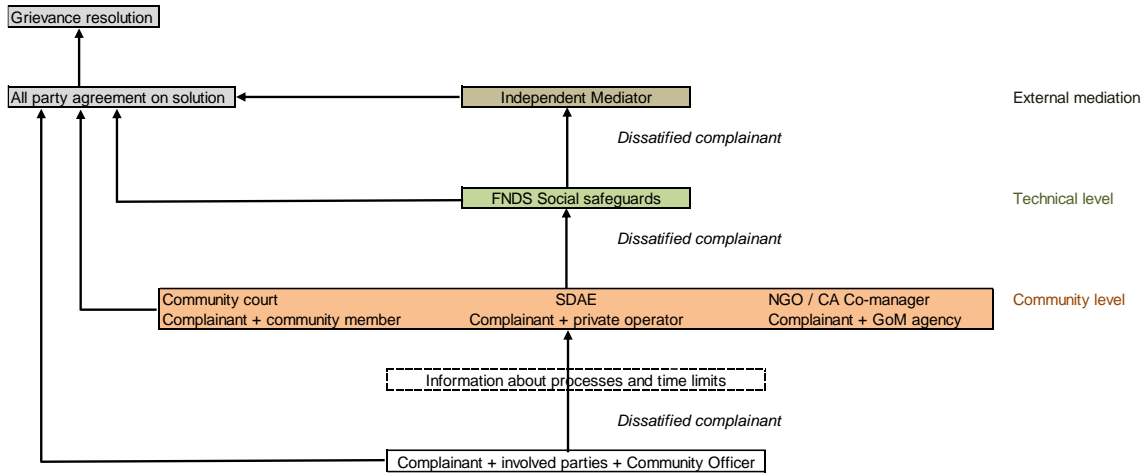 Grievance resolution
All party agreement on solution
Independent Mediator
External mediation
Dissatified complainant
FNDS Social safeguards
Technical level
Dissatified complainant
Community court
SDAE
NGO / CA Co-manager
Community level
Complainant + community member
Complainant + private operator
Complainant + GoM agency
Information about processes and time limits
Dissatified complainant
Complainant + involved parties + Community Officer